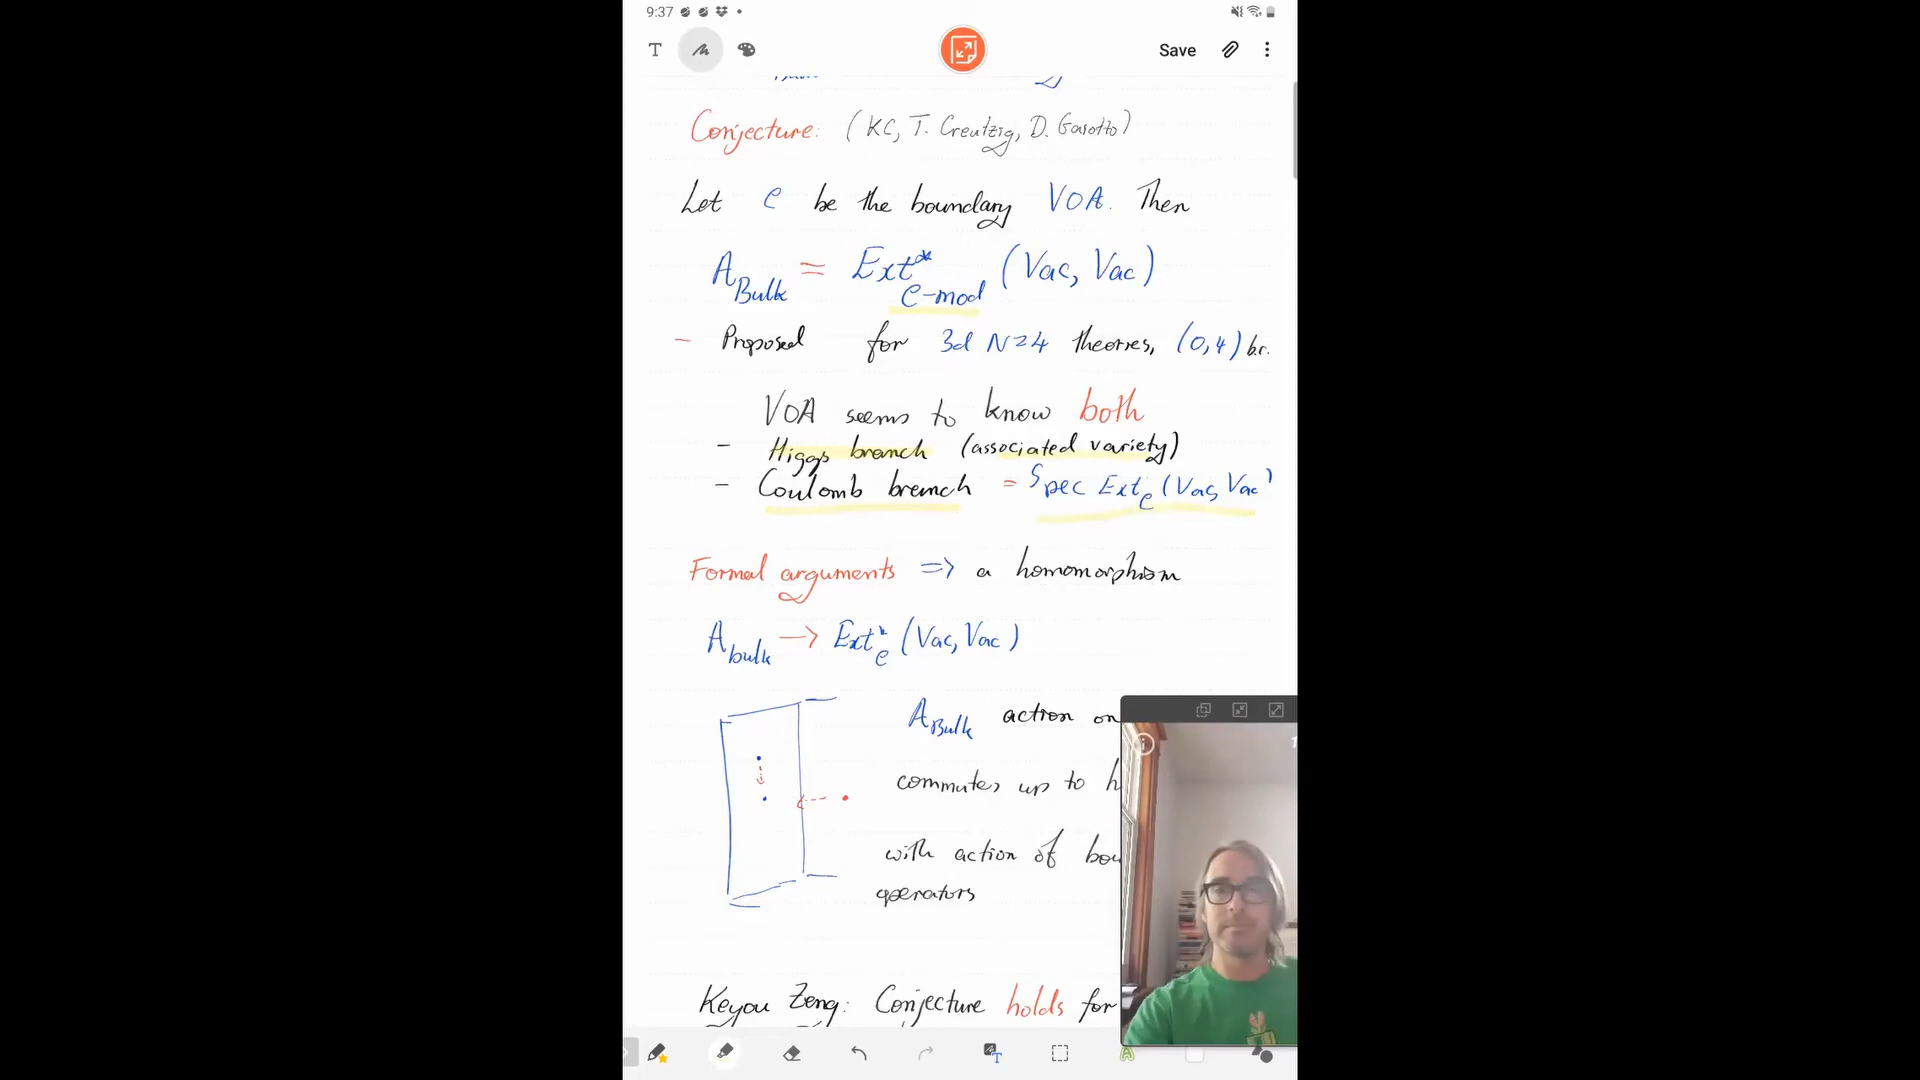 9:37
T
Save
Conjecture: (KC, T. Creutzig, D. Gaiotto)
Let C be the boundary VOA. Then
A_Bulk = Ext*_C-mod (Vac, Vac)
- Proposed for 3d N=4 theories, (0,4) b.c.
VOA seems to know both
- Higgs branch (associated variety)
- Coulomb branch = Spec Ext_C (Vac, Vac)
Formal arguments => a homomorphism
A_bulk → Ext*_C (Vac, Vac)
A_Bulk action on
commutes up to h
with action of bou
operators
Keyou Zeng: Conjecture holds for